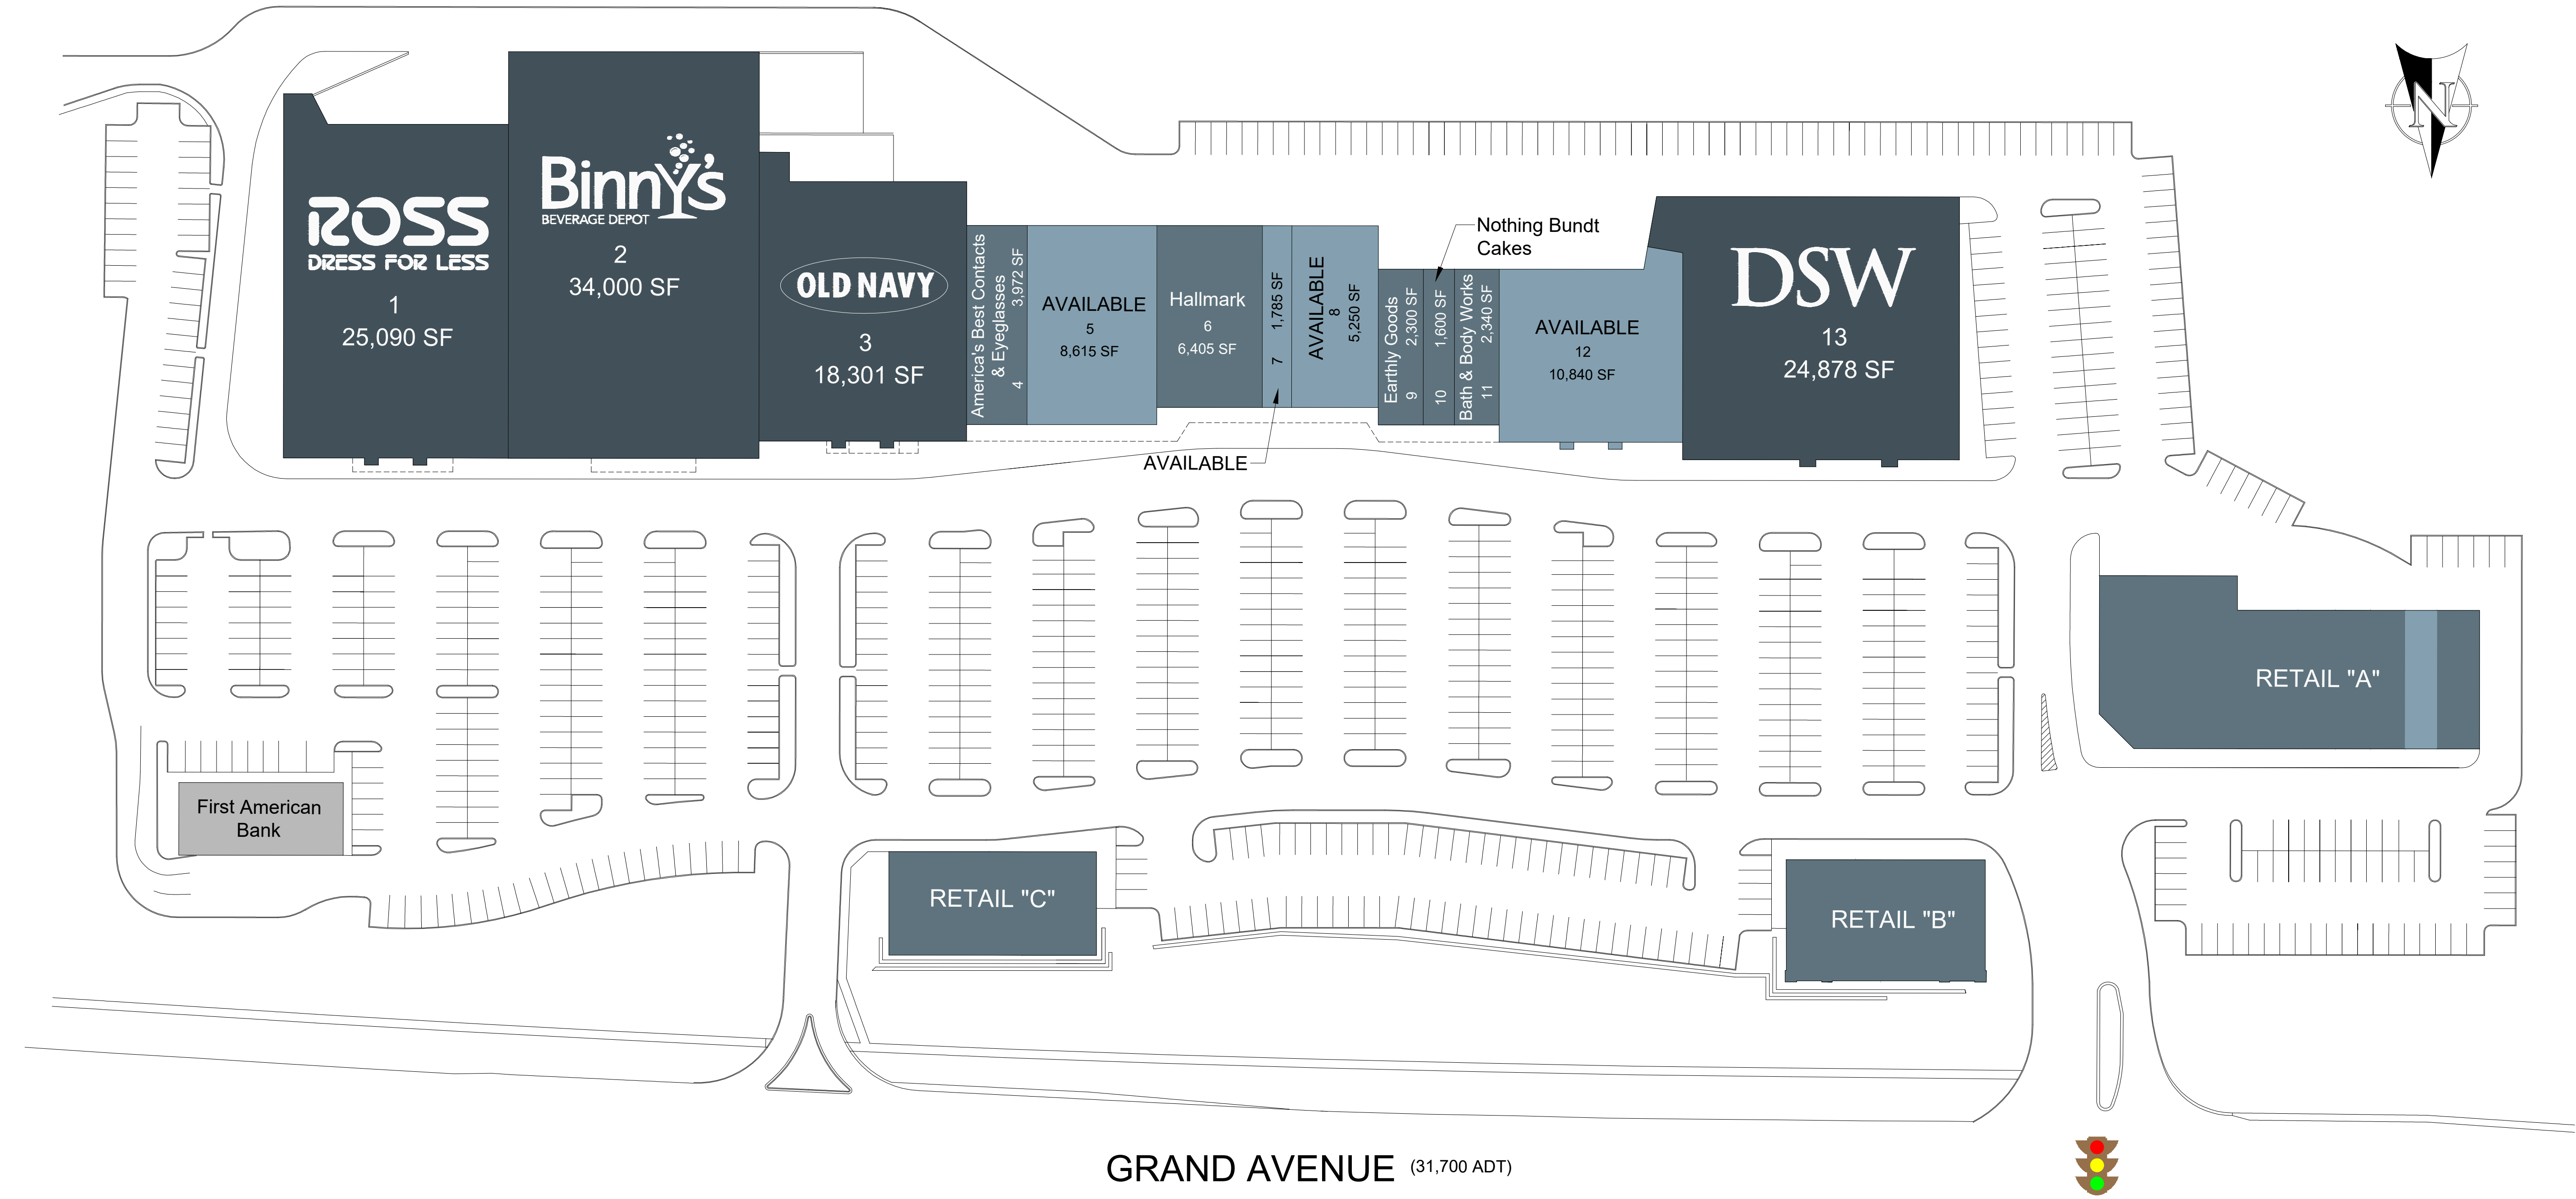 N
ROSS
DRESS FOR LESS
1
25,090 SF
Binny's
BEVERAGE DEPOT
2
34,000 SF
OLD NAVY
3
18,301 SF
America's Best Contacts
& Eyeglasses
4 3,972 SF
AVAILABLE
5
8,615 SF
Hallmark
6
6,405 SF
7 1,785 SF
AVAILABLE
AVAILABLE
8
5,250 SF
Earthly Goods
9 2,300 SF
Nothing Bundt
Cakes
10 1,600 SF
Bath & Body Works
11 2,340 SF
AVAILABLE
12
10,840 SF
DSW
13
24,878 SF
RETAIL "A"
First American
Bank
RETAIL "C"
RETAIL "B"
GRAND AVENUE (31,700 ADT)